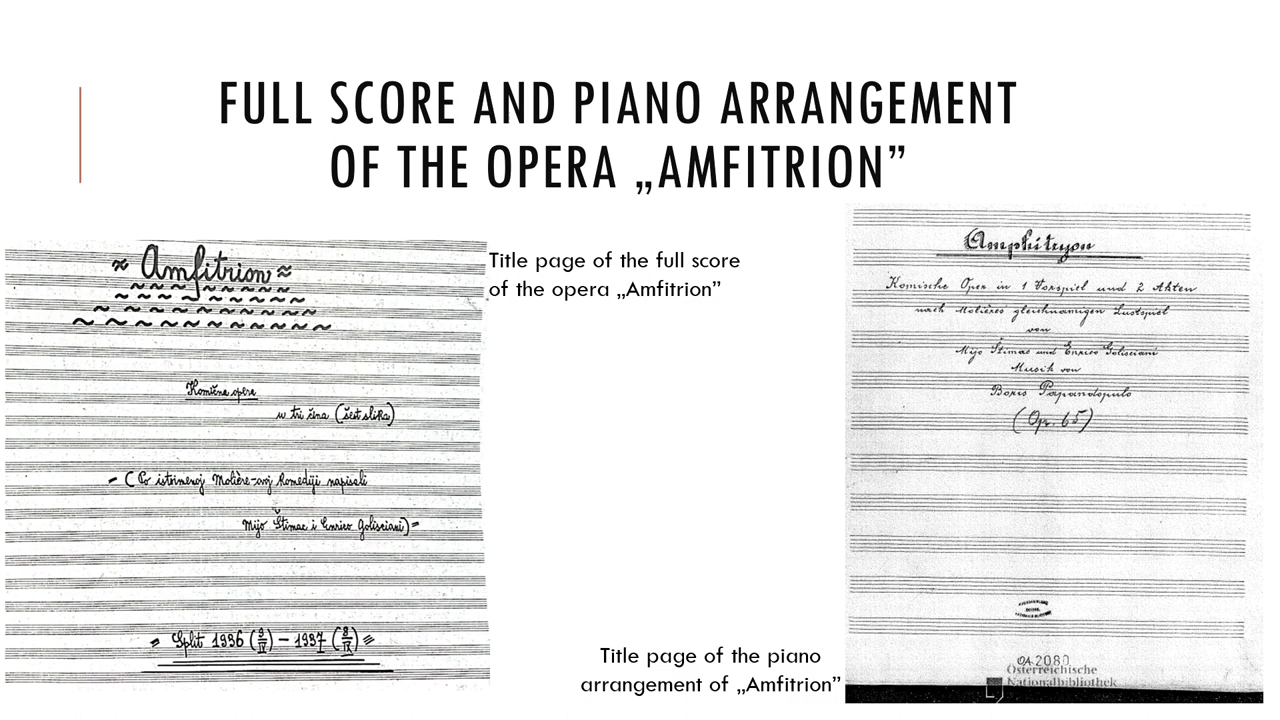 FULL SCORE AND PIANO ARRANGEMENT
OF THE OPERA „AMFITRION”
≈ Amfitrion ≈
Komična opera
u tri čina (šest slika)
- (Po istoimenoj Molière-ovoj komediji napisali
Mijo Štimac i Enrico Golisciani) =
Split 1936 (9/IV) – 1937 (8/IX)
Title page of the full score
of the opera „Amfitrion”
Title page of the piano
arrangement of „Amfitrion”
Amphitryon
Komische Oper in 1 Vorspiel und 2 Akten
nach Molières gleichnamigen Lustspiel
von
Mijo Štimac und Enrico Golisciani
Musik von
Boris Papandopulo
(Op. 65)
OA.2080
Österreichische
Nationalbibliothek